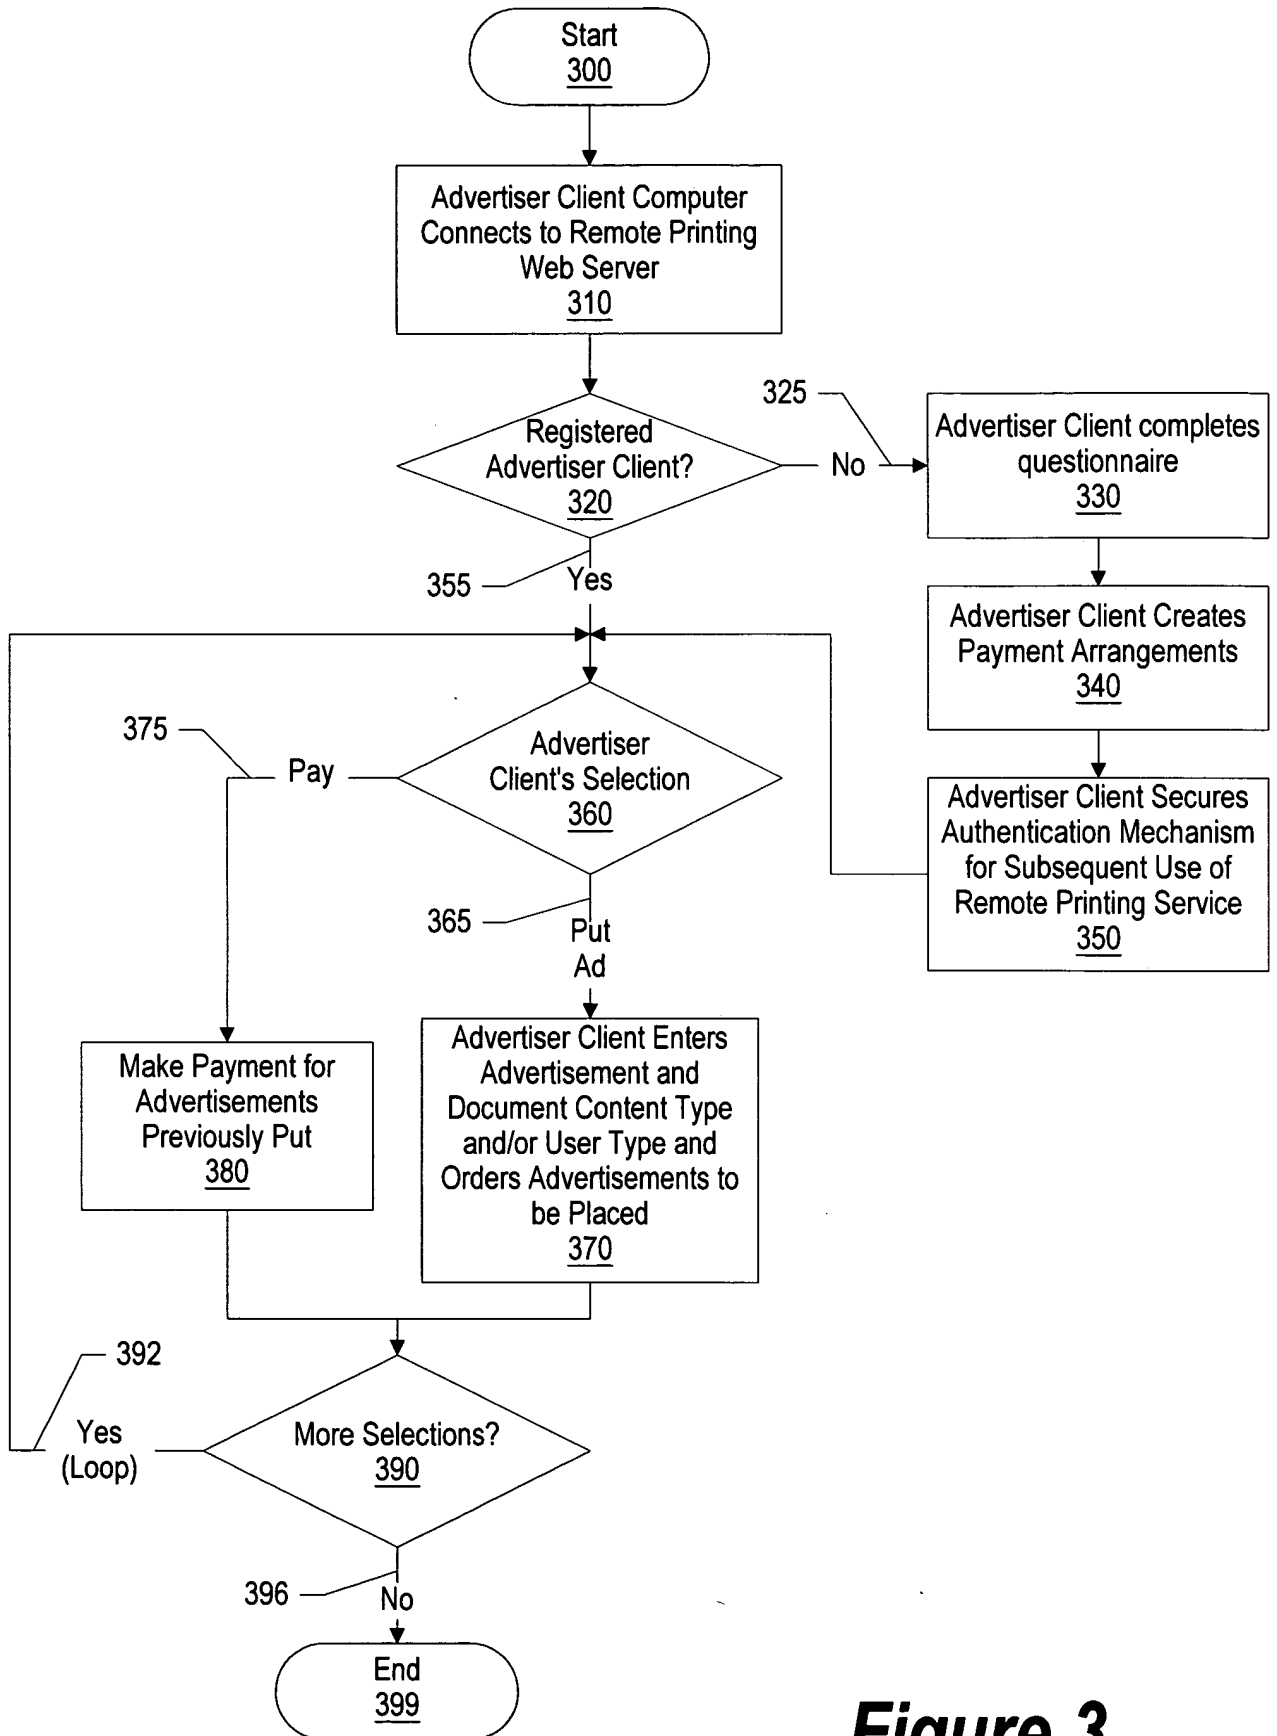 Start
300
Advertiser Client Computer
Connects to Remote Printing
Web Server
310
325
Registered
Advertiser Client?
320
No
Advertiser Client completes
questionnaire
330
355
Yes
Advertiser Client Creates
Payment Arrangements
340
375
Pay
Advertiser
Client's Selection
360
Advertiser Client Secures
Authentication Mechanism
for Subsequent Use of
Remote Printing Service
350
365
Put
Ad
Make Payment for
Advertisements
Previously Put
380
Advertiser Client Enters
Advertisement and
Document Content Type
and/or User Type and
Orders Advertisements to
be Placed
370
392
Yes
(Loop)
More Selections?
390
396
No
End
399
Figure 3